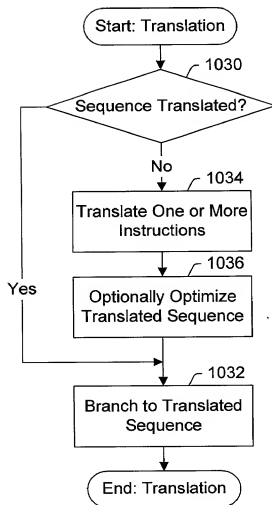 Start: Translation
1030
Sequence Translated?
No
1034
Translate One or More
Instructions
1036
Yes
Optionally Optimize
Translated Sequence
1032
Branch to Translated
Sequence
End: Translation